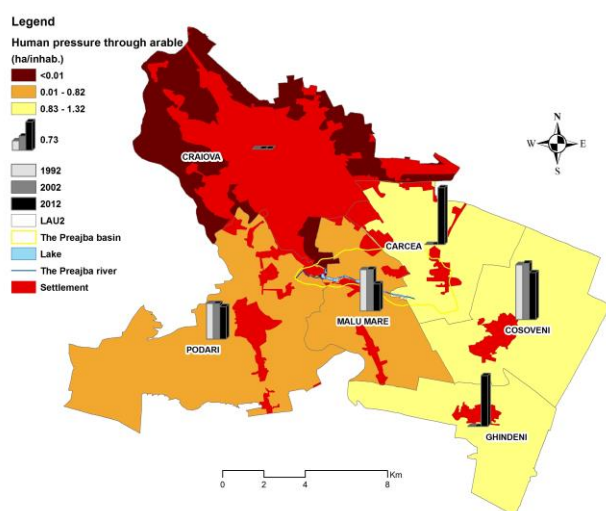 Legend
Human pressure through arable
(ha/inhab.)
<0.01
0.01 - 0.82
0.83 - 1.32
0.73
1992
2002
2012
LAU2
The Preajba basin
Lake
The Preajba river
Settlement
N
W E
S
CRAIOVA
CARCEA
MALU MARE
COSOVENI
PODARI
GHINDENI
Km
0 2 4 8